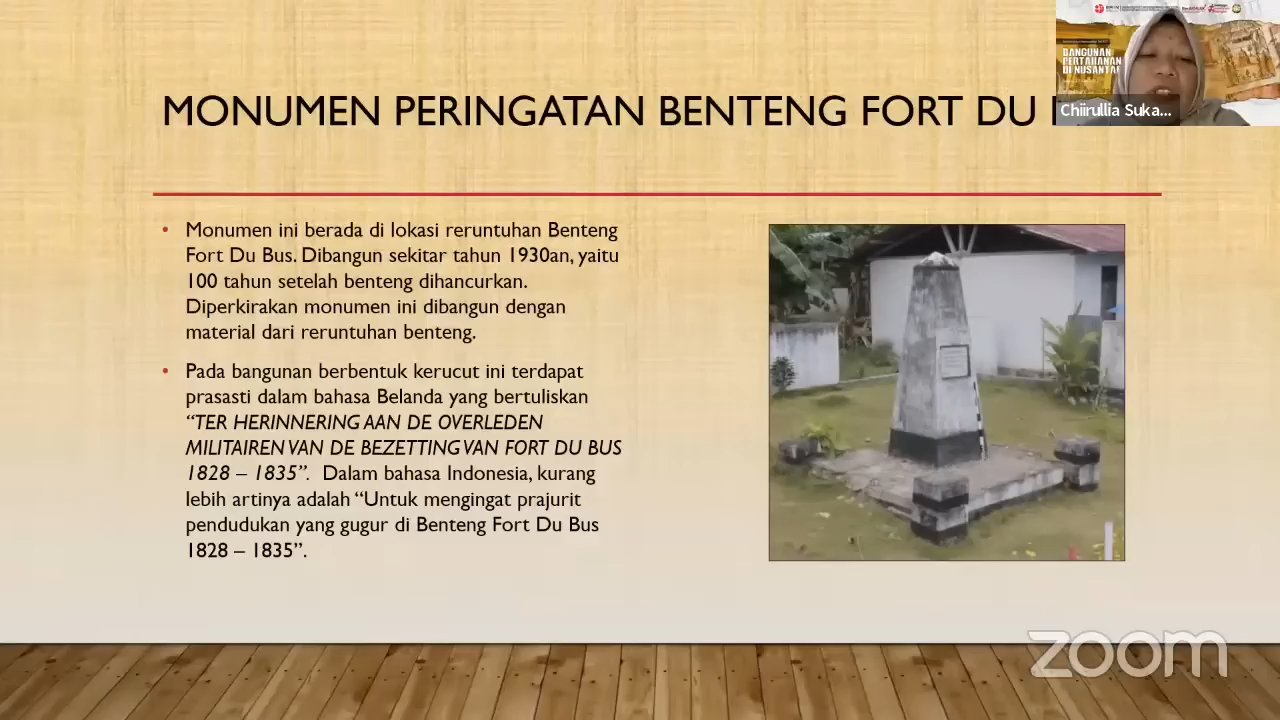 MONUMEN PERINGATAN BENTENG FORT DU
BANGUNAN
PERTAHANAN
DI NUSANTAR
Chiirullia Suka...
• Monumen ini berada di lokasi reruntuhan Benteng
Fort Du Bus. Dibangun sekitar tahun 1930an, yaitu
100 tahun setelah benteng dihancurkan.
Diperkirakan monumen ini dibangun dengan
material dari reruntuhan benteng.
• Pada bangunan berbentuk kerucut ini terdapat
prasasti dalam bahasa Belanda yang bertuliskan
“TER HERINNERING AAN DE OVERLEDEN
MILITAIREN VAN DE BEZETTING VAN FORT DU BUS
1828 – 1835”. Dalam bahasa Indonesia, kurang
lebih artinya adalah “Untuk mengingat prajurit
pendudukan yang gugur di Benteng Fort Du Bus
1828 – 1835”.
zoom